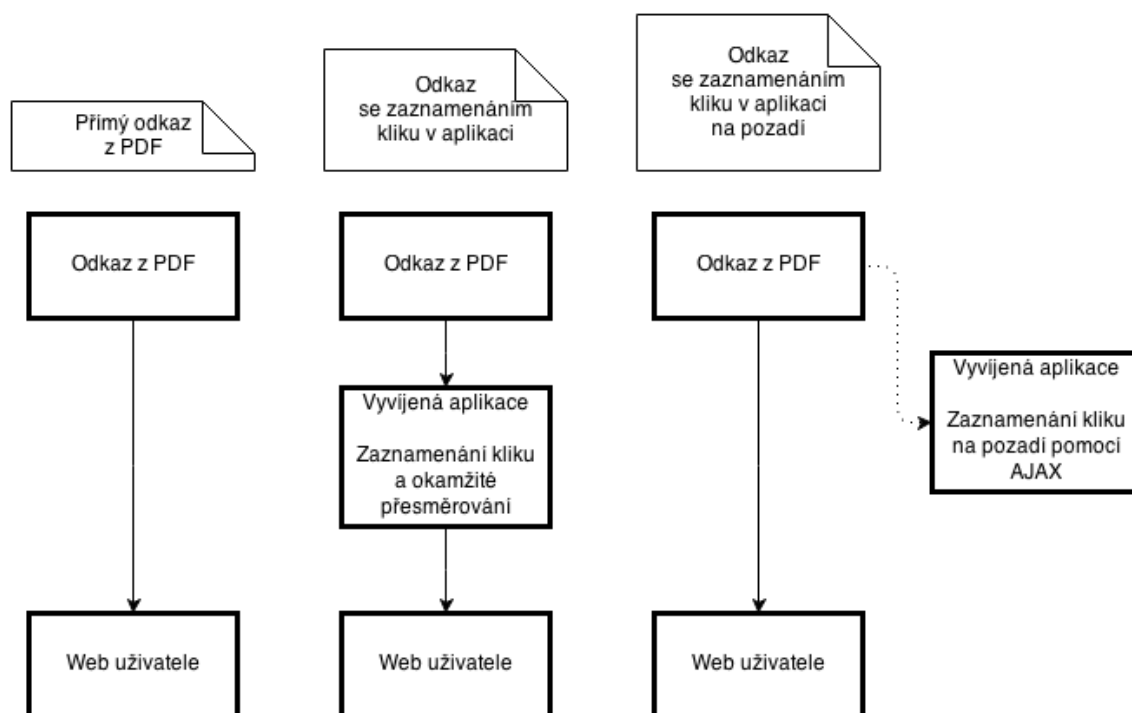 Přímý odkaz
z PDF
Odkaz
se zaznamenáním
kliku v aplikaci
Odkaz
se zaznamenáním
kliku v aplikaci
na pozadí
Odkaz z PDF
Odkaz z PDF
Odkaz z PDF
Vyvíjená aplikace
Zaznamenání kliku
a okamžité
přesměrování
Vyvíjená aplikace
Zaznamenání kliku
na pozadí pomocí
AJAX
Web uživatele
Web uživatele
Web uživatele